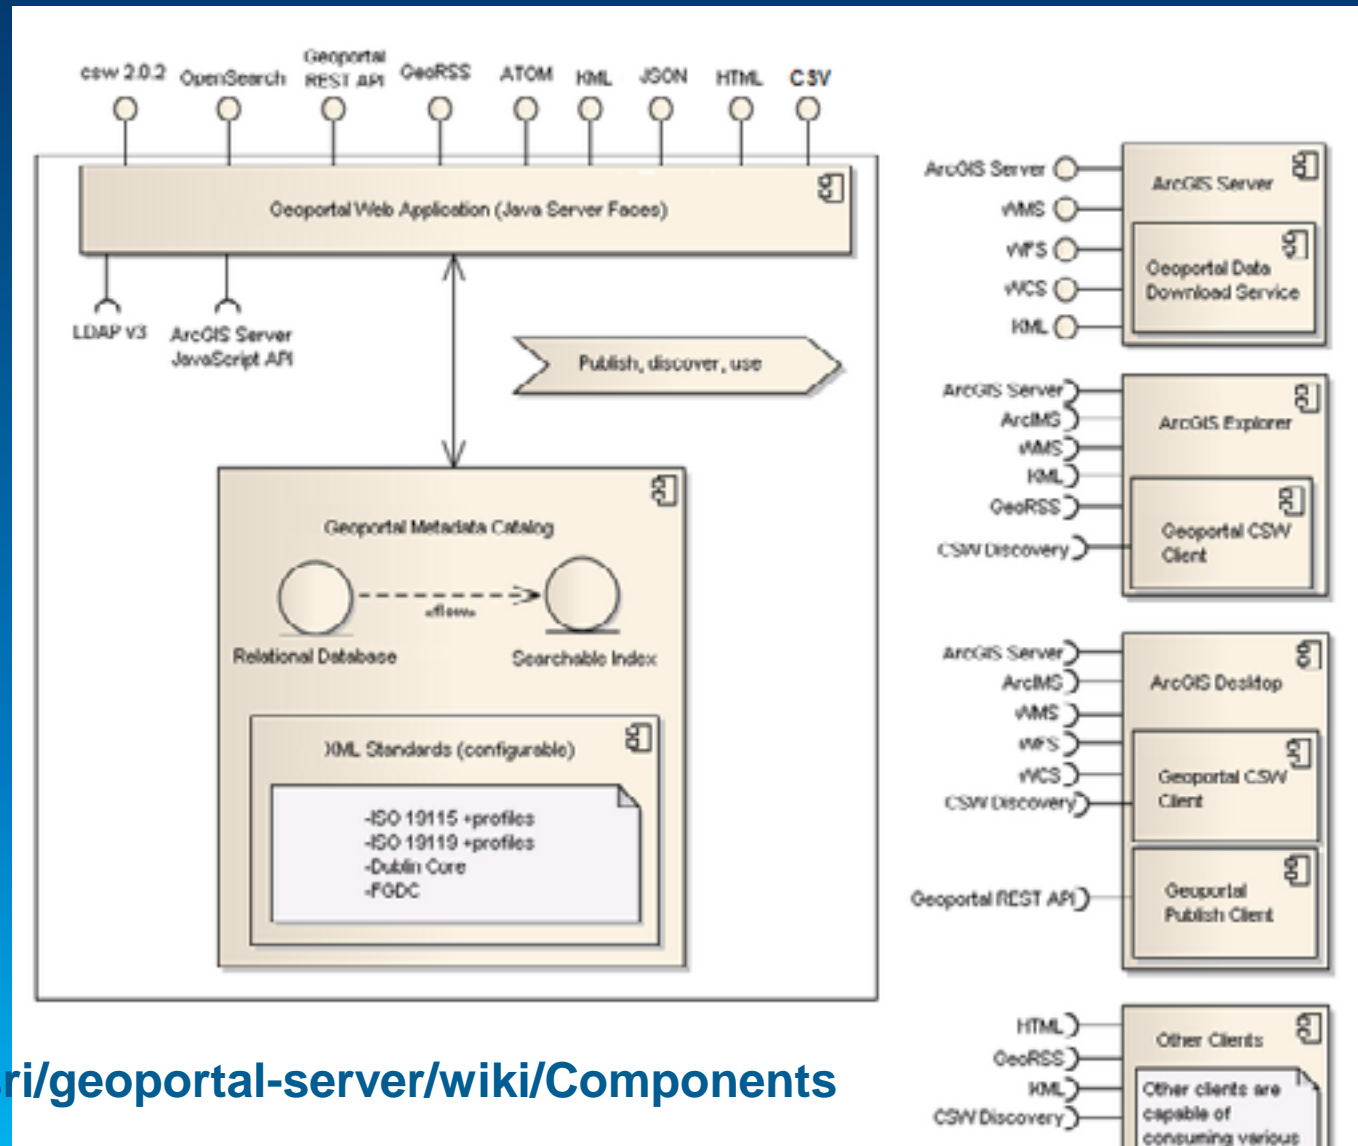 csw 2.0.2
OpenSearch
Geoportal
REST API
GeoRSS
ATOM
KML
JSON
HTML
CSV
Geoportal Web Application (Java Server Faces)
LDAP v3
ArcGIS Server
JavaScript API
Publish, discover, use
Geoportal Metadata Catalog
«flow»
Relational Database
Searchable Index
XML Standards (configurable)
-ISO 19115 +profiles
-ISO 19119 +profiles
-Dublin Core
-FGDC
ArcGIS Server
WMS
WFS
WCS
KML
ArcGIS Server
Geoportal Data
Download Service
ArcGIS Server
ArcIMS
WMS
KML
GeoRSS
CSW Discovery
ArcGIS Explorer
Geoportal CSW
Client
ArcGIS Server
ArcIMS
WMS
WFS
WCS
CSW Discovery
Geoportal REST API
ArcGIS Desktop
Geoportal CSW
Client
Geoportal
Publish Client
HTML
GeoRSS
KML
CSW Discovery
Other Clients
Other clients are
capable of
consuming various
ri/geoportal-server/wiki/Components